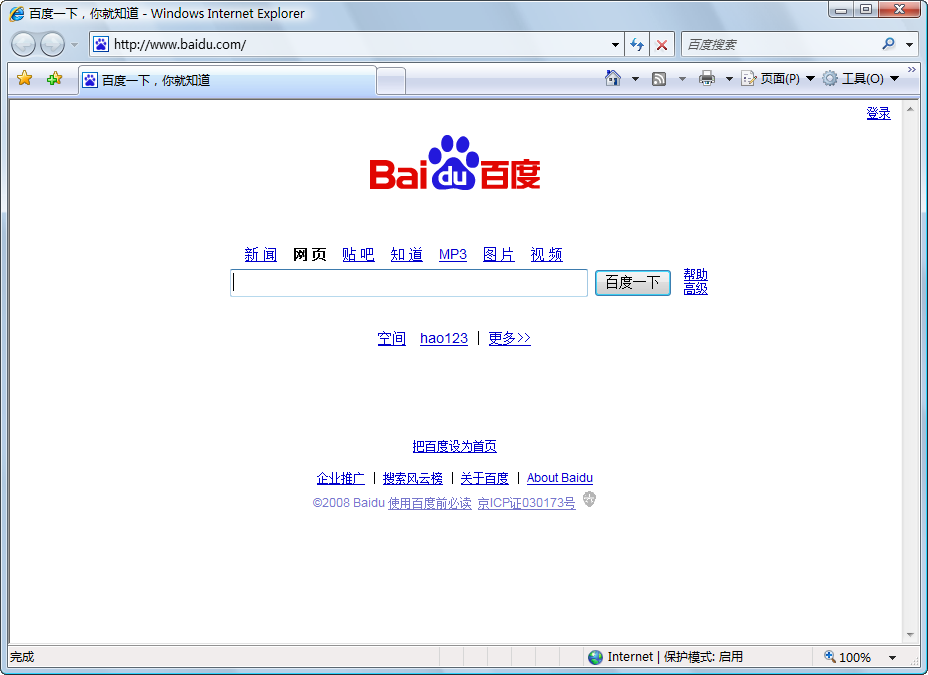 百度一下，你就知道 - Windows Internet Explorer
http://www.baidu.com/ 百度搜索
百度一下，你就知道 页面(P) 工具(O) »
登录
Bai du 百度
新闻 网页 贴吧 知道 MP3 图片 视频
百度一下 帮助
高级
空间 hao123 | 更多>>
把百度设为首页
企业推广 | 搜索风云榜 | 关于百度 | About Baidu
©2008 Baidu 使用百度前必读 京ICP证030173号
完成 Internet | 保护模式: 启用 100%